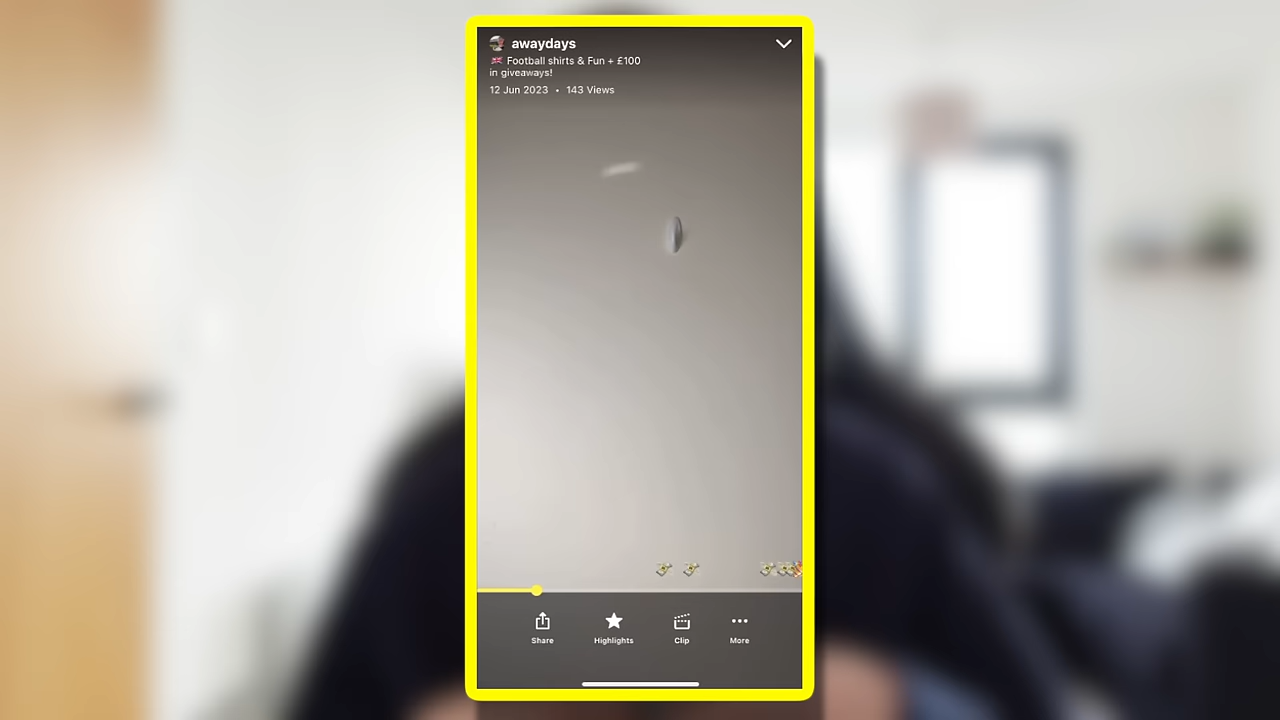 awaydays
🇬🇧 Football shirts & Fun + £100
in giveaways!
12 Jun 2023 • 143 Views
Share Highlights Clip More